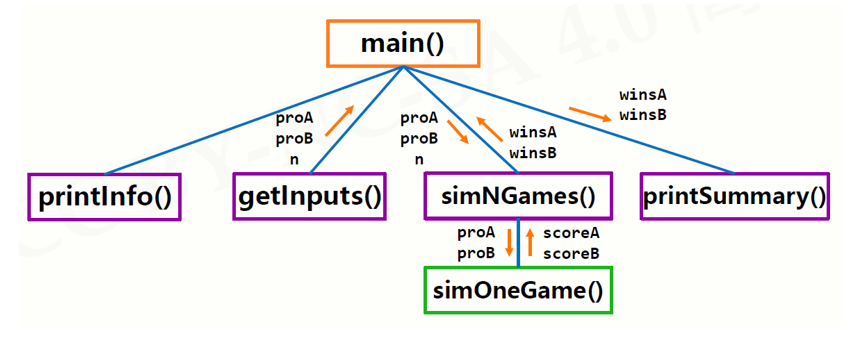 main()
winsA
winsB
proA
proB
n
proA
proB
n
winsA
winsB
printInfo()
getInputs()
simNGames()
printSummary()
proA
proB
scoreA
scoreB
simOneGame()